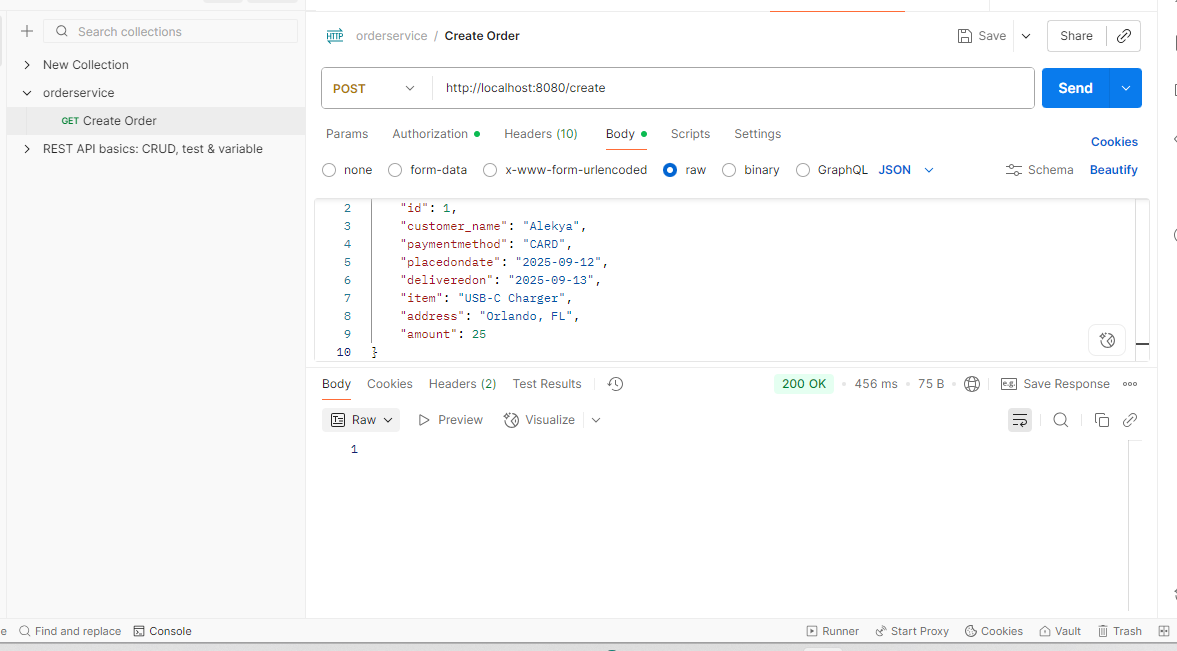 Search collections
New Collection
orderservice
GET Create Order
REST API basics: CRUD, test & variable
HTTP orderservice / Create Order
Save
Share
POST
http://localhost:8080/create
Send
Params Authorization Headers (10) Body Scripts Settings
Cookies
none form-data x-www-form-urlencoded raw binary GraphQL JSON
Schema Beautify
2 "id": 1,
3 "customer_name": "Alekya",
4 "paymentmethod": "CARD",
5 "placedondate": "2025-09-12",
6 "deliveredon": "2025-09-13",
7 "item": "USB-C Charger",
8 "address": "Orlando, FL",
9 "amount": 25
10 }
Body Cookies Headers (2) Test Results
200 OK • 456 ms • 75 B • e.g. Save Response
Raw Preview Visualize
1
e Find and replace Console
Runner Start Proxy Cookies Vault Trash